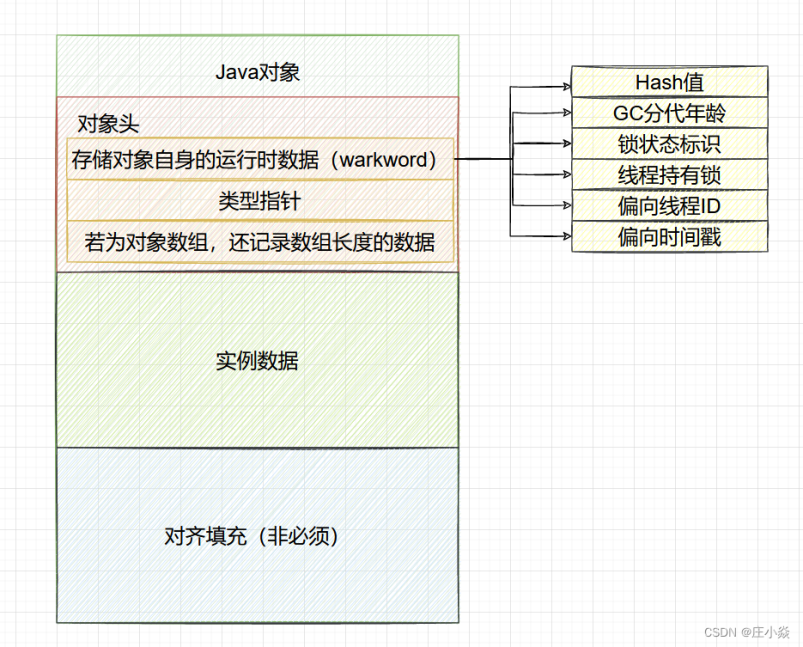 Java对象
对象头
存储对象自身的运行时数据（warkword）
类型指针
若为对象数组，还记录数组长度的数据
实例数据
对齐填充（非必须）
Hash值
GC分代年龄
锁状态标识
线程持有锁
偏向线程ID
偏向时间戳
CSDN @庄小焱